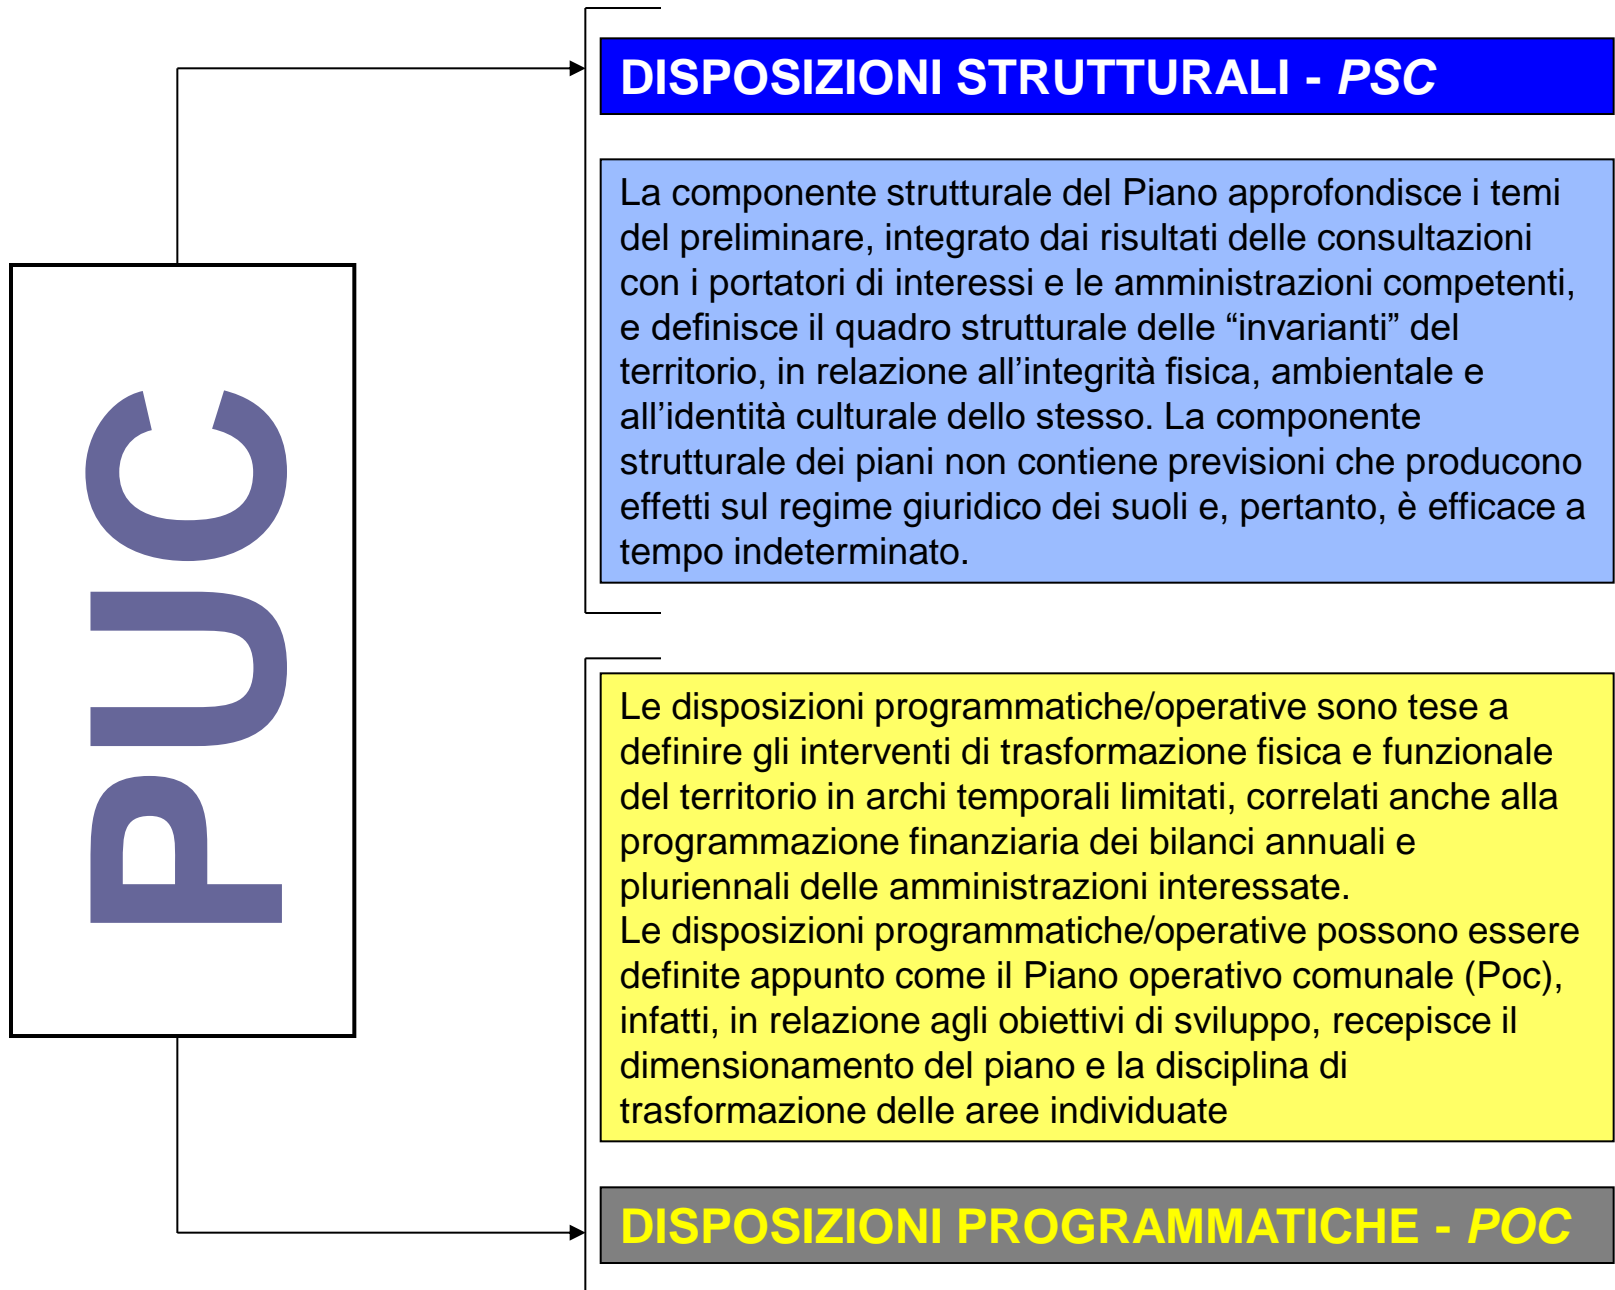 PUC
DISPOSIZIONI STRUTTURALI - PSC
La componente strutturale del Piano approfondisce i temi
del preliminare, integrato dai risultati delle consultazioni
con i portatori di interessi e le amministrazioni competenti,
e definisce il quadro strutturale delle “invarianti” del
territorio, in relazione all’integrità fisica, ambientale e
all’identità culturale dello stesso. La componente
strutturale dei piani non contiene previsioni che producono
effetti sul regime giuridico dei suoli e, pertanto, è efficace a
tempo indeterminato.
Le disposizioni programmatiche/operative sono tese a
definire gli interventi di trasformazione fisica e funzionale
del territorio in archi temporali limitati, correlati anche alla
programmazione finanziaria dei bilanci annuali e
pluriennali delle amministrazioni interessate.
Le disposizioni programmatiche/operative possono essere
definite appunto come il Piano operativo comunale (Poc),
infatti, in relazione agli obiettivi di sviluppo, recepisce il
dimensionamento del piano e la disciplina di
trasformazione delle aree individuate
DISPOSIZIONI PROGRAMMATICHE - POC